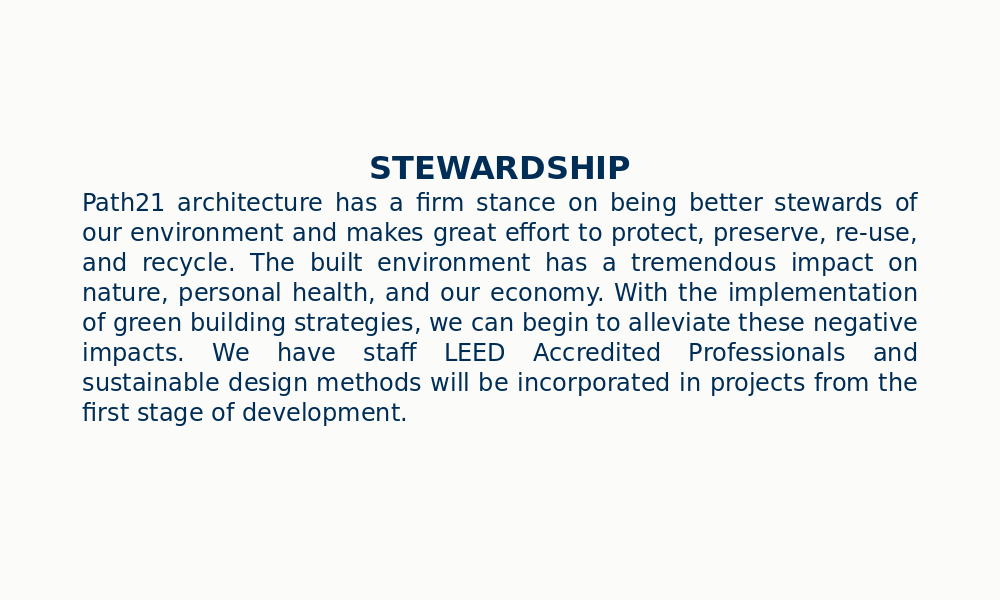 STEWARDSHIP
Path21 architecture has a firm stance on being better stewards of
our environment and makes great effort to protect, preserve, re-use,
and recycle. The built environment has a tremendous impact on
nature, personal health, and our economy. With the implementation
of green building strategies, we can begin to alleviate these negative
impacts. We have staff LEED Accredited Professionals and
sustainable design methods will be incorporated in projects from the
first stage of development.